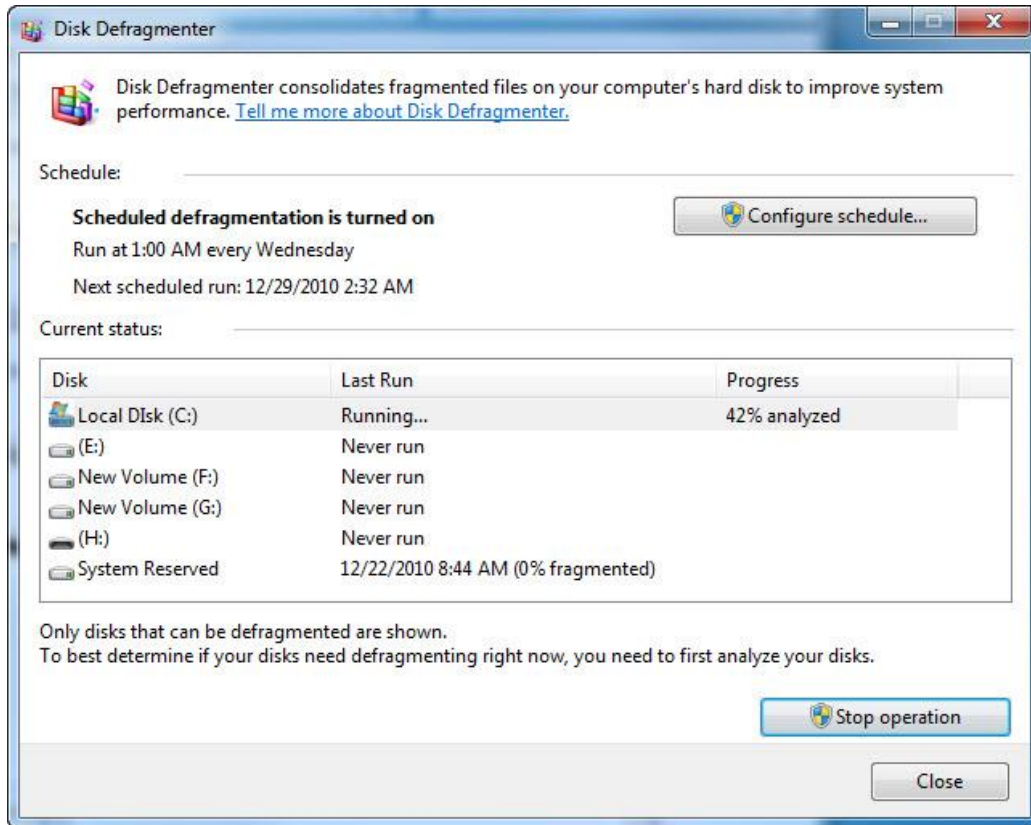 Disk Defragmenter
Disk Defragmenter consolidates fragmented files on your computer's hard disk to improve system
performance. Tell me more about Disk Defragmenter.
Schedule:
Scheduled defragmentation is turned on
Configure schedule...
Run at 1:00 AM every Wednesday
Next scheduled run: 12/29/2010 2:32 AM
Current status:
Disk Last Run Progress
Local DIsk (C:) Running... 42% analyzed
(E:) Never run
New Volume (F:) Never run
New Volume (G:) Never run
(H:) Never run
System Reserved 12/22/2010 8:44 AM (0% fragmented)
Only disks that can be defragmented are shown.
To best determine if your disks need defragmenting right now, you need to first analyze your disks.
Stop operation
Close